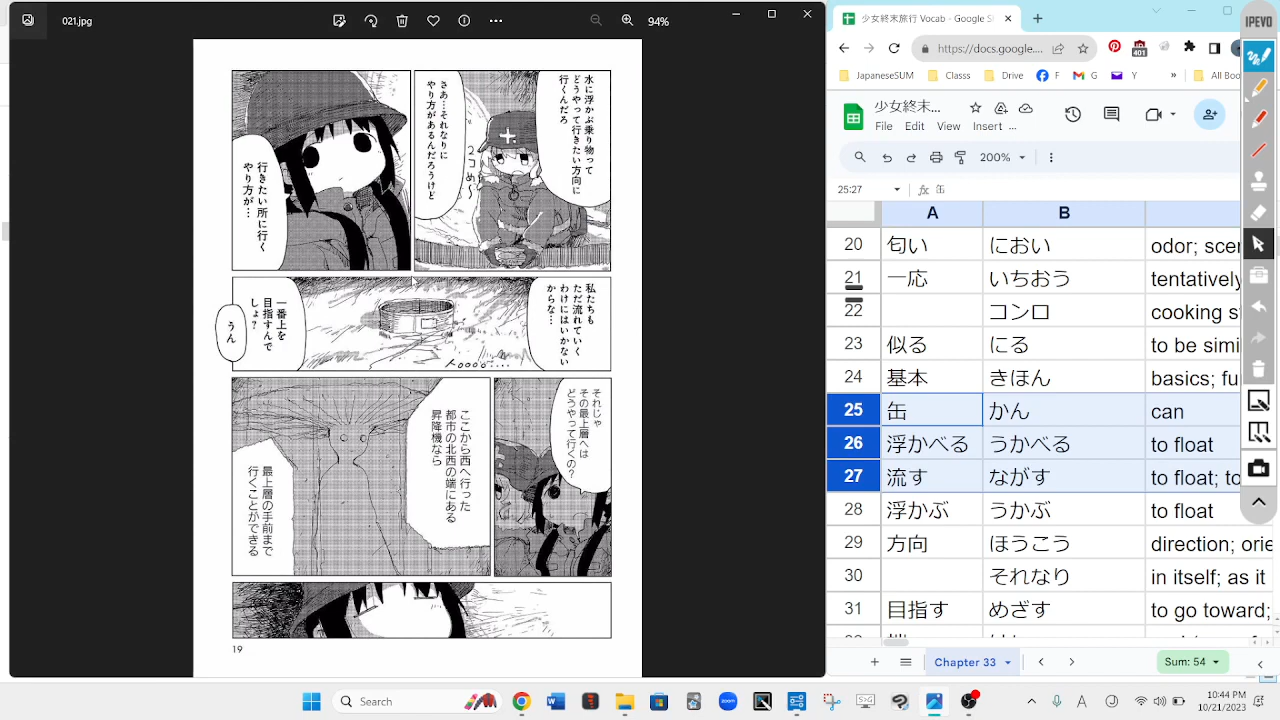 021.jpg
94%
水に浮かぶ乗り物って
どうやって行きたい方向に
行くんだろ
2コめ〜
さあ…それなりに
やり方があるんだろうけど
行きたい所に行く
やり方が…
私たちも
ただ流れていく
わけにはいかない
からな…
一番上を
目指すんで
しょ?
うん
それじゃ
その最上層へは
どうやって行くの?
ここから西へ行った
都市の北西の端にある
昇降機なら
最上層の手前まで
行くことができる
19
少女終末旅行 Vocab - Google S
https://docs.google...
401
JapaneseSUM
Class
Drive
F
M
Y
少女終末...
File Edit View Insert ...
200%
25:27
fx 缶
A B
20 匂い におい odor; scen
21 一応 いちおう tentatively
22 コンロ cooking s
23 似る にる to be simi
24 基本 きほん basics; fu
25 缶 かん can
26 浮かべる うかべる to float
27 流す ながす to float; to
28 浮かぶ うかぶ to float
29 方向 ほうこう direction; orie
30 それなり in itself; as it
31 目指す めざす to go toward;
Chapter 33
Sum: 0
IPEVO
Search
zoom
10:44 PM